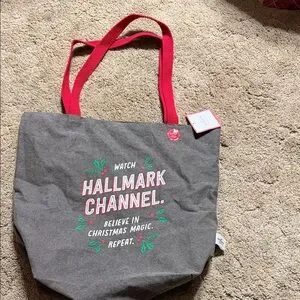 WATCH
HALLMARK
CHANNEL.
BELIEVE IN
CHRISTMAS MAGIC.
REPEAT.